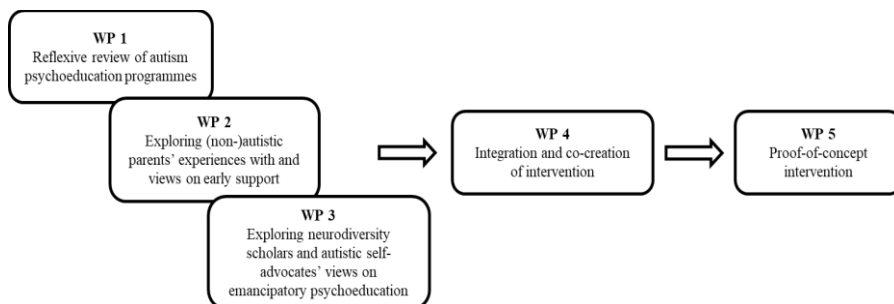 WP 1
Reflexive review of autism
psychoeducation programmes
WP 2
Exploring (non-)autistic
parents' experiences with and
views on early support
WP 3
Exploring neurodiversity
scholars and autistic self-
advocates' views on
emancipatory psychoeducation
WP 4
Integration and co-creation
of intervention
WP 5
Proof-of-concept
intervention